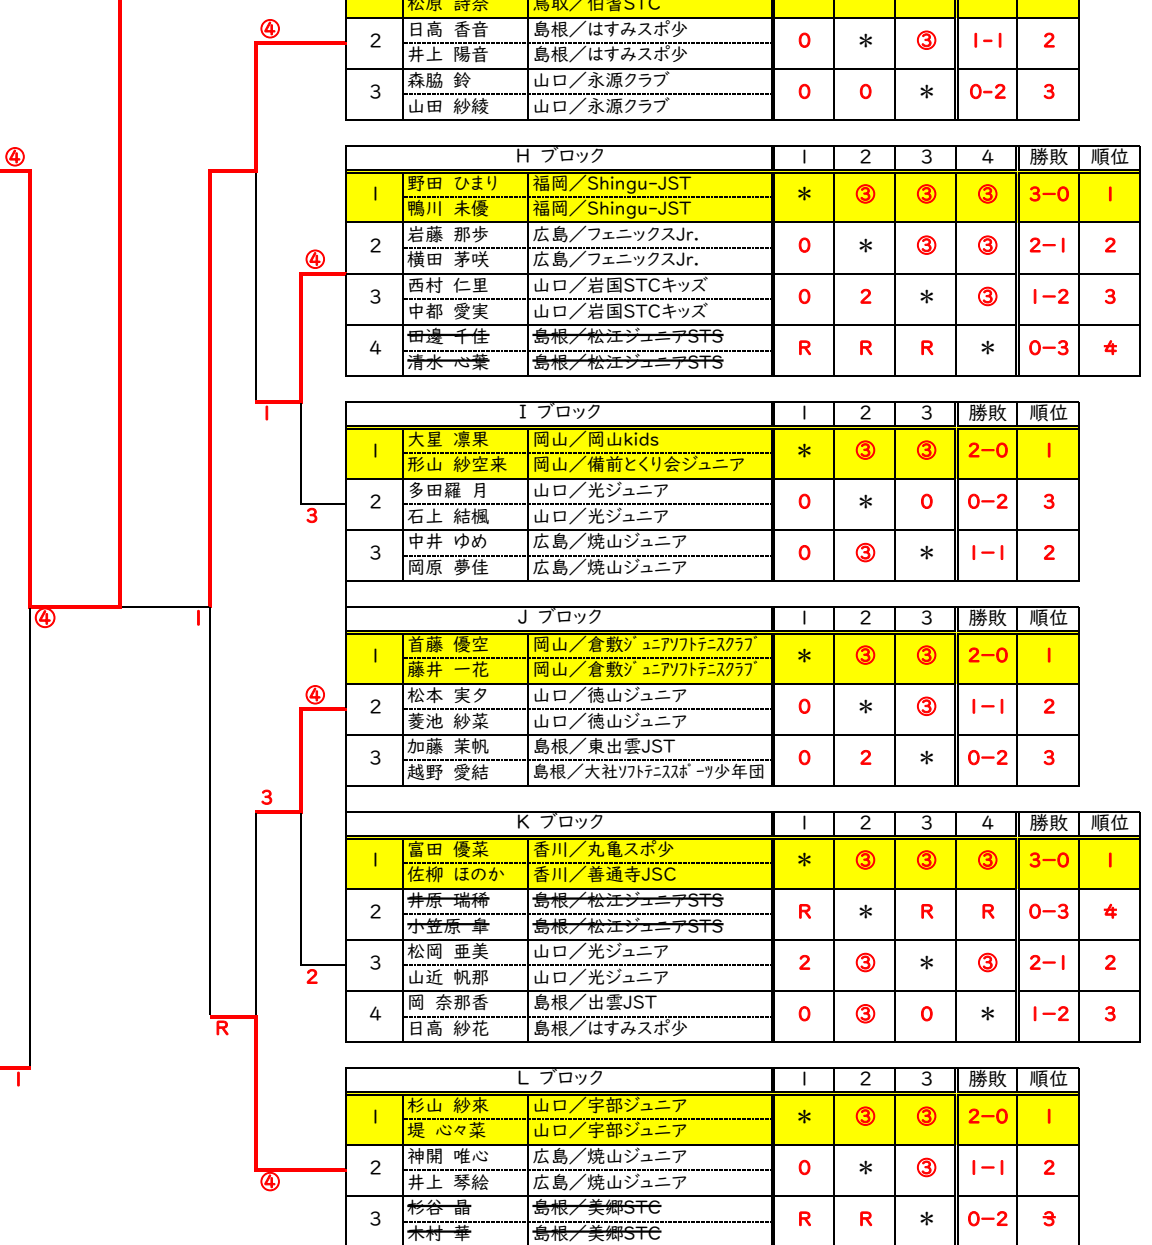 松原 詩奈 鳥取／伯耆STC
④
2 日高 香音 島根／はすみスポ少 0 * ③ 1-1 2
井上 陽音 島根／はすみスポ少
3 森脇 鈴 山口／永源クラブ 0 0 * 0-2 3
山田 紗綾 山口／永源クラブ
④
H ブロック 1 2 3 4 勝敗 順位
1 野田 ひまり 福岡／Shingu-JST * ③ ③ ③ 3-0 1
鴨川 未優 福岡／Shingu-JST
2 岩藤 那歩 広島／フェニックスJr. 0 * ③ ③ 2-1 2
横田 茅咲 広島／フェニックスJr.
④
3 西村 仁里 山口／岩国STCキッズ 0 2 * ③ 1-2 3
中都 愛実 山口／岩国STCキッズ
4 田邊 千佳 島根／松江ジュニアSTS R R R * 0-3 4
清水 心葉 島根／松江ジュニアSTS
1
I ブロック 1 2 3 勝敗 順位
1 大星 凛果 岡山／岡山kids * ③ ③ 2-0 1
形山 紗空来 岡山／備前とくり会ジュニア
2 多田羅 月 山口／光ジュニア 0 * 0 0-2 3
石上 結楓 山口／光ジュニア
3
3 中井 ゆめ 広島／焼山ジュニア 0 ③ * 1-1 2
岡原 夢佳 広島／焼山ジュニア
④
1
J ブロック 1 2 3 勝敗 順位
1 首藤 優空 岡山／倉敷ｼﾞｭﾆｱｿﾌﾄﾃﾆｽｸﾗﾌﾞ * ③ ③ 2-0 1
藤井 一花 岡山／倉敷ｼﾞｭﾆｱｿﾌﾄﾃﾆｽｸﾗﾌﾞ
④
2 松本 実夕 山口／徳山ジュニア 0 * ③ 1-1 2
菱池 紗菜 山口／徳山ジュニア
3 加藤 茉帆 島根／東出雲JST 0 2 * 0-2 3
越野 愛結 島根／大社ｿﾌﾄﾃﾆｽｽﾎﾟｰﾂ少年団
3
K ブロック 1 2 3 4 勝敗 順位
1 富田 優菜 香川／丸亀スポ少 * ③ ③ ③ 3-0 1
佐柳 ほのか 香川／善通寺JSC
2 井原 瑞稀 島根／松江ジュニアSTS R * R R 0-3 4
小笠原 皐 島根／松江ジュニアSTS
3 松岡 亜美 山口／光ジュニア 2 ③ * ③ 2-1 2
山近 帆那 山口／光ジュニア
2
4 岡 奈那香 島根／出雲JST 0 ③ 0 * 1-2 3
日高 紗花 島根／はすみスポ少
R
1
L ブロック 1 2 3 勝敗 順位
1 杉山 紗來 山口／宇部ジュニア * ③ ③ 2-0 1
堤 心々菜 山口／宇部ジュニア
2 神開 唯心 広島／焼山ジュニア 0 * ③ 1-1 2
井上 琴絵 広島／焼山ジュニア
④
3 杉谷 晶 島根／美郷STC R R * 0-2 3
木村 華 島根／美郷STC